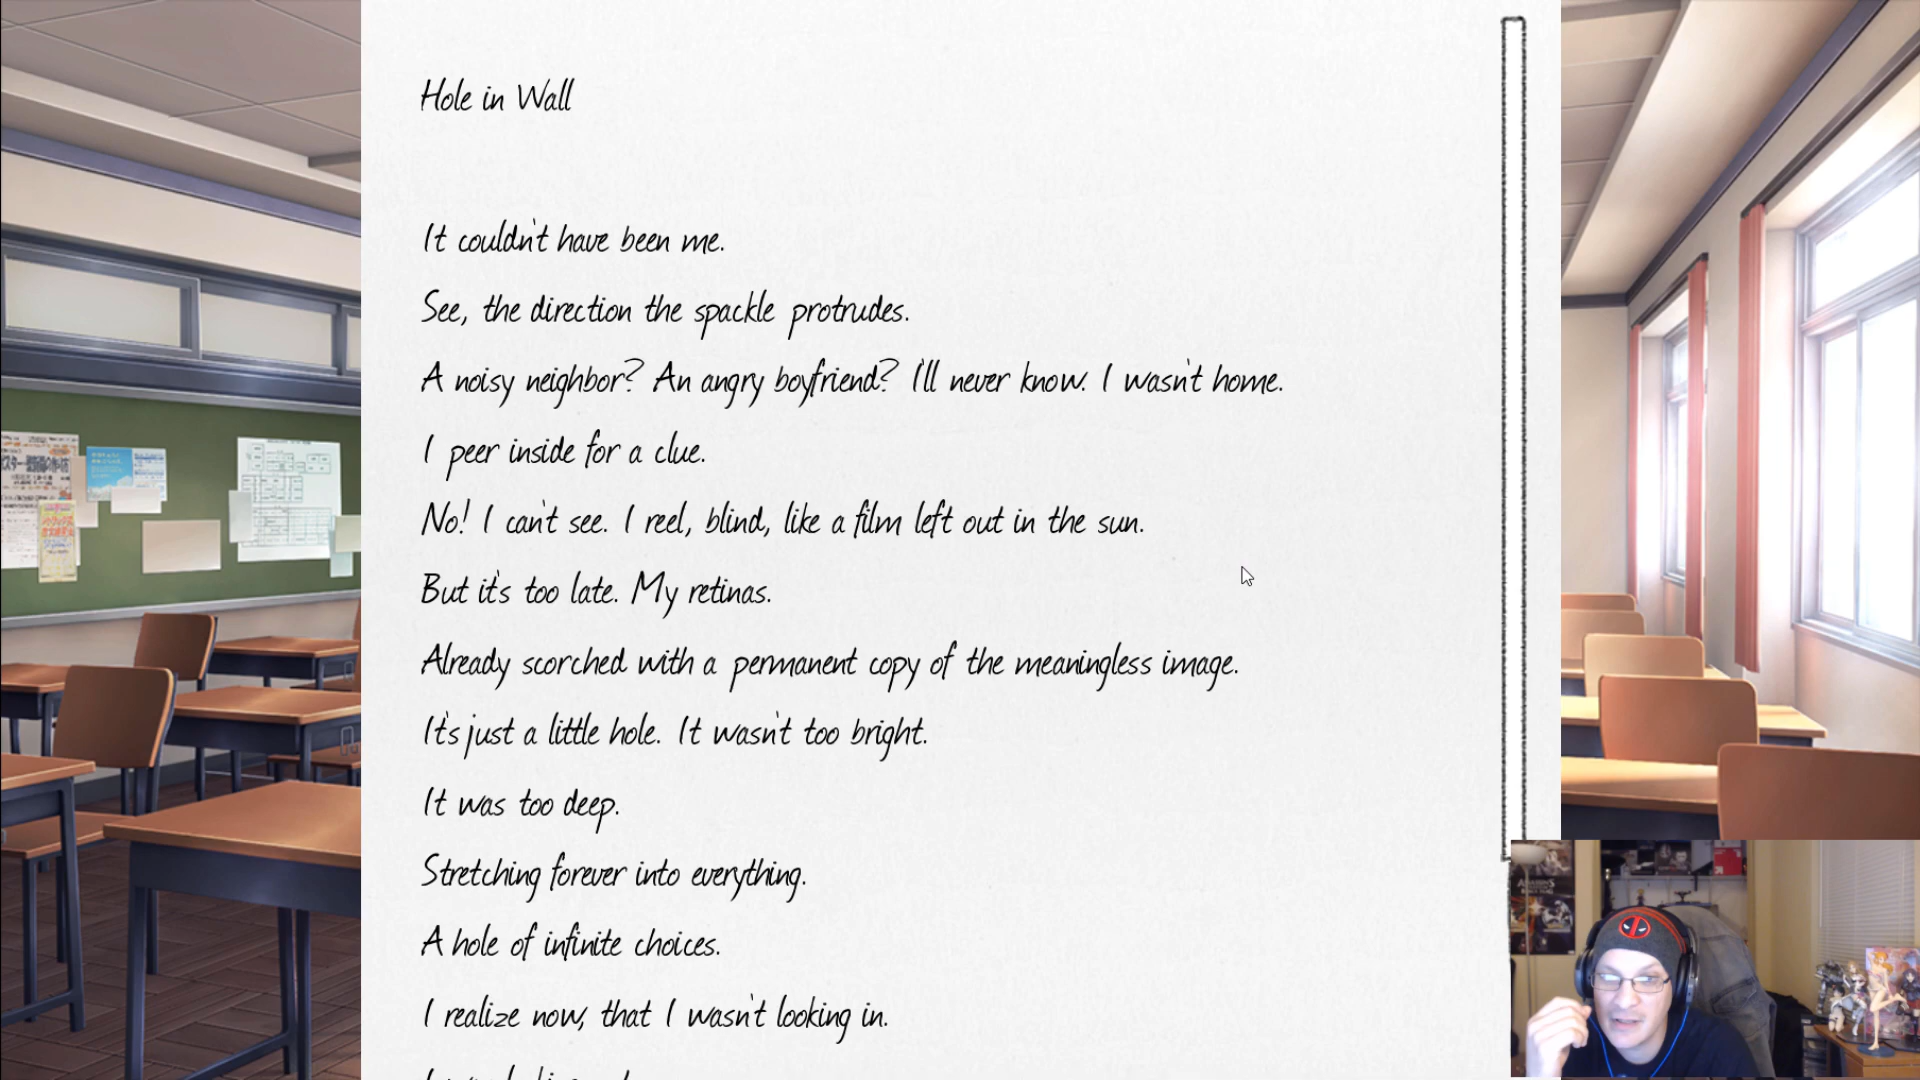 Hole in Wall
It couldn't have been me.
See, the direction the spackle protrudes.
A noisy neighbor? An angry boyfriend? I'll never know. I wasn't home.
I peer inside for a clue.
No! I can't see. I reel, blind, like a film left out in the sun.
But it's too late. My retinas.
Already scorched with a permanent copy of the meaningless image.
It's just a little hole. It wasn't too bright.
It was too deep.
Stretching forever into everything.
A hole of infinite choices.
I realize now, that I wasn't looking in.